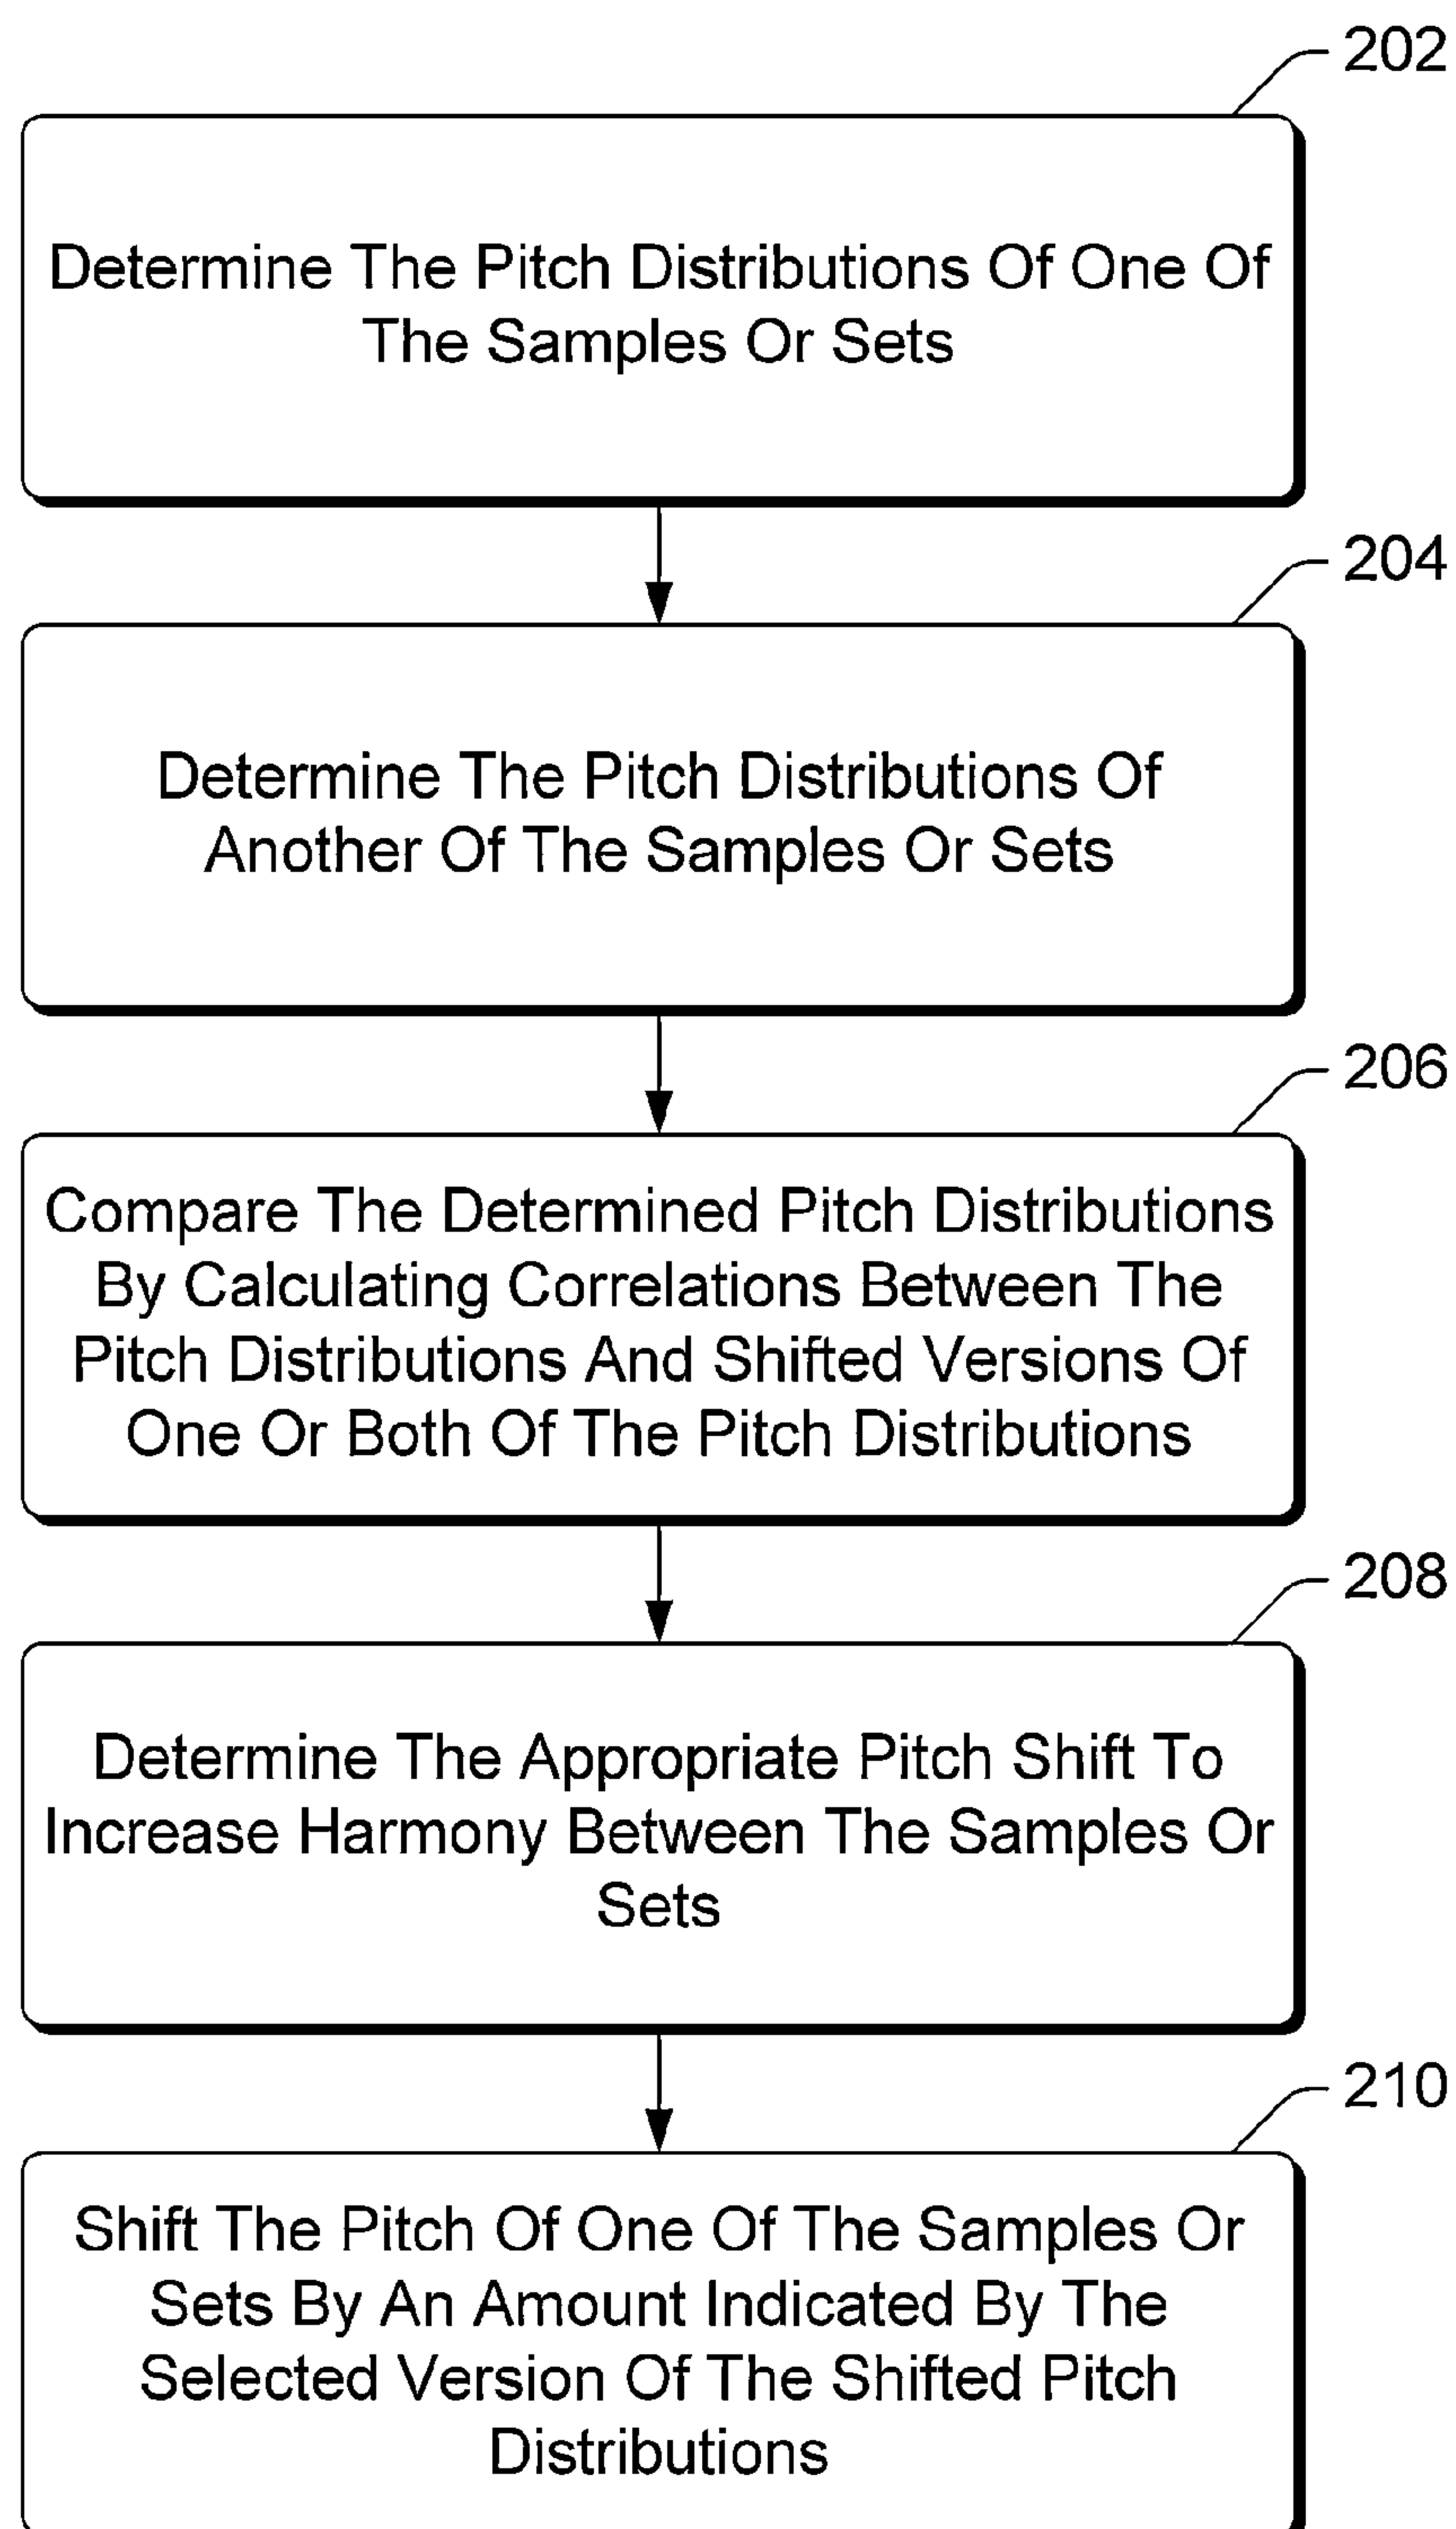 202
Determine The Pitch Distributions Of One Of
The Samples Or Sets
204
Determine The Pitch Distributions Of
Another Of The Samples Or Sets
206
Compare The Determined Pitch Distributions
By Calculating Correlations Between The
Pitch Distributions And Shifted Versions Of
One Or Both Of The Pitch Distributions
208
Determine The Appropriate Pitch Shift To
Increase Harmony Between The Samples Or
Sets
210
Shift The Pitch Of One Of The Samples Or
Sets By An Amount Indicated By The
Selected Version Of The Shifted Pitch
Distributions